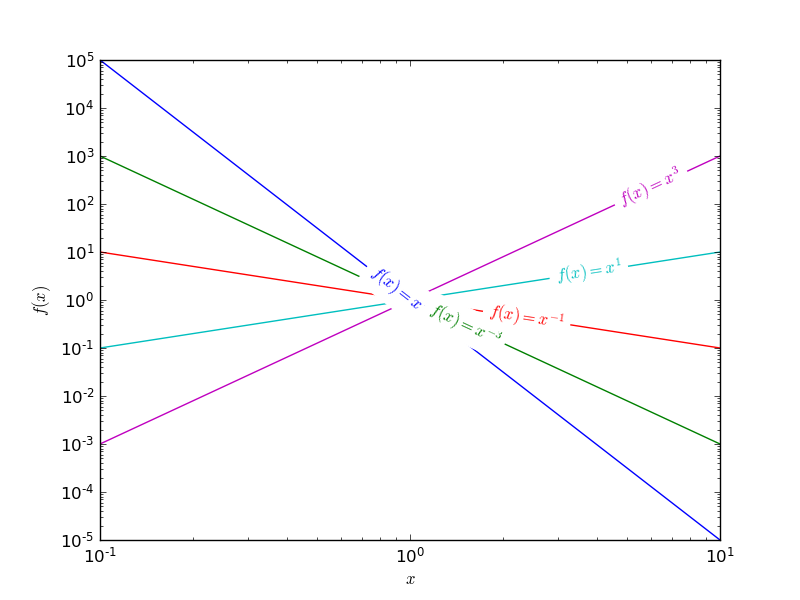 10^5
10^4
10^3
10^2
10^1
10^0
10^-1
10^-2
10^-3
10^-4
10^-5
f(x)
f(x) = x^3
f(x) = x^1
f(x) = x
f(x) = x^-1
f(x) = x^-3
10^-1
10^0
10^1
x